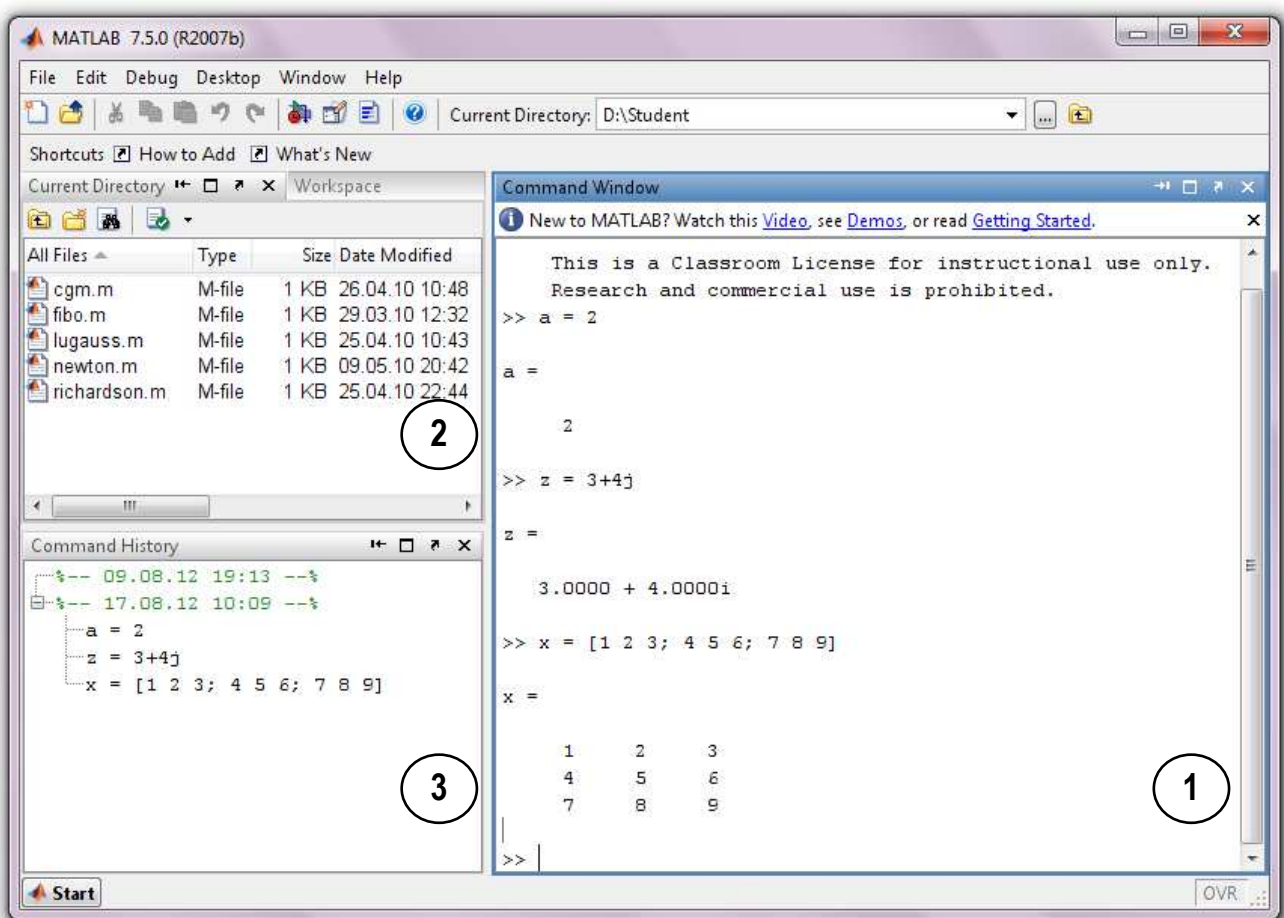 MATLAB 7.5.0 (R2007b)
File Edit Debug Desktop Window Help
Current Directory: D:\Student
Shortcuts How to Add What's New
Current Directory Workspace
All Files Type Size Date Modified
cgm.m M-file 1 KB 26.04.10 10:48
fibo.m M-file 1 KB 29.03.10 12:32
lugauss.m M-file 1 KB 25.04.10 10:43
newton.m M-file 1 KB 09.05.10 20:42
richardson.m M-file 1 KB 25.04.10 22:44
2
Command History
%-- 09.08.12 19:13 --%
%-- 17.08.12 10:09 --%
a = 2
z = 3+4j
x = [1 2 3; 4 5 6; 7 8 9]
3
Command Window
New to MATLAB? Watch this Video, see Demos, or read Getting Started.
This is a Classroom License for instructional use only.
Research and commercial use is prohibited.
>> a = 2
a =
2
>> z = 3+4j
z =
3.0000 + 4.0000i
>> x = [1 2 3; 4 5 6; 7 8 9]
x =
1 2 3
4 5 6
7 8 9
>>
1
Start
OVR